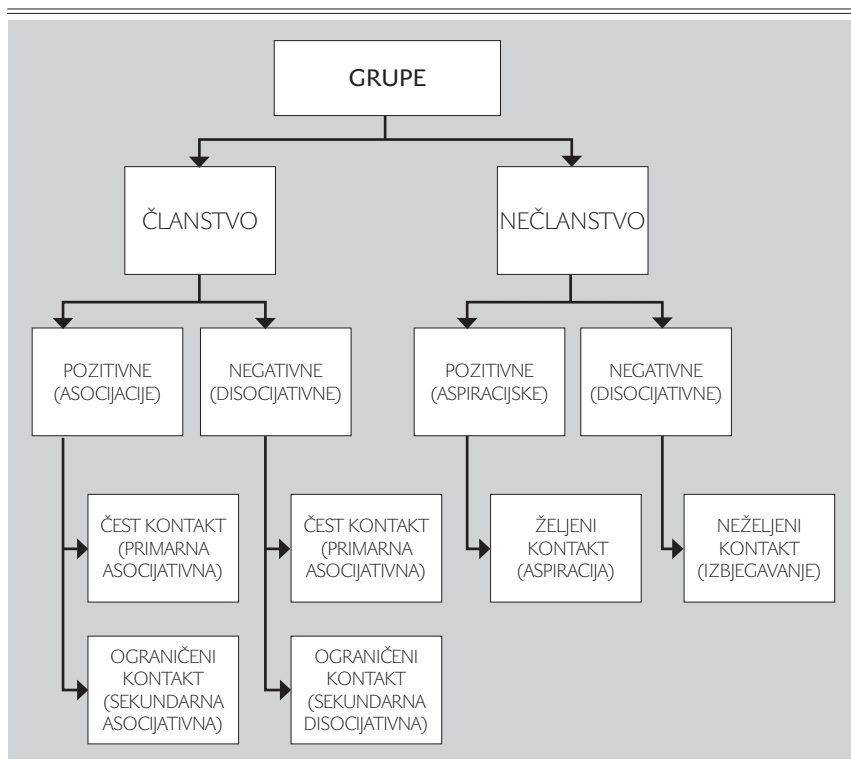 GRUPE
ČLANSTVO
NEČLANSTVO
POZITIVNE
(ASOCIJACIJE)
NEGATIVNE
(DISOCIJATIVNE)
POZITIVNE
(ASPIRACIJSKE)
NEGATIVNE
(DISOCIJATIVNE)
ČEST KONTAKT
(PRIMARNA
ASOCIJATIVNA)
ČEST KONTAKT
(PRIMARNA
ASOCIJATIVNA)
ŽELJENI
KONTAKT
(ASPIRACIJA)
NEŽELJENI
KONTAKT
(IZBJEGAVANJE)
OGRANIČENI
KONTAKT
(SEKUNDARNA
ASOCIJATIVNA)
OGRANIČENI
KONTAKT
(SEKUNDARNA
DISOCIJATIVNA)